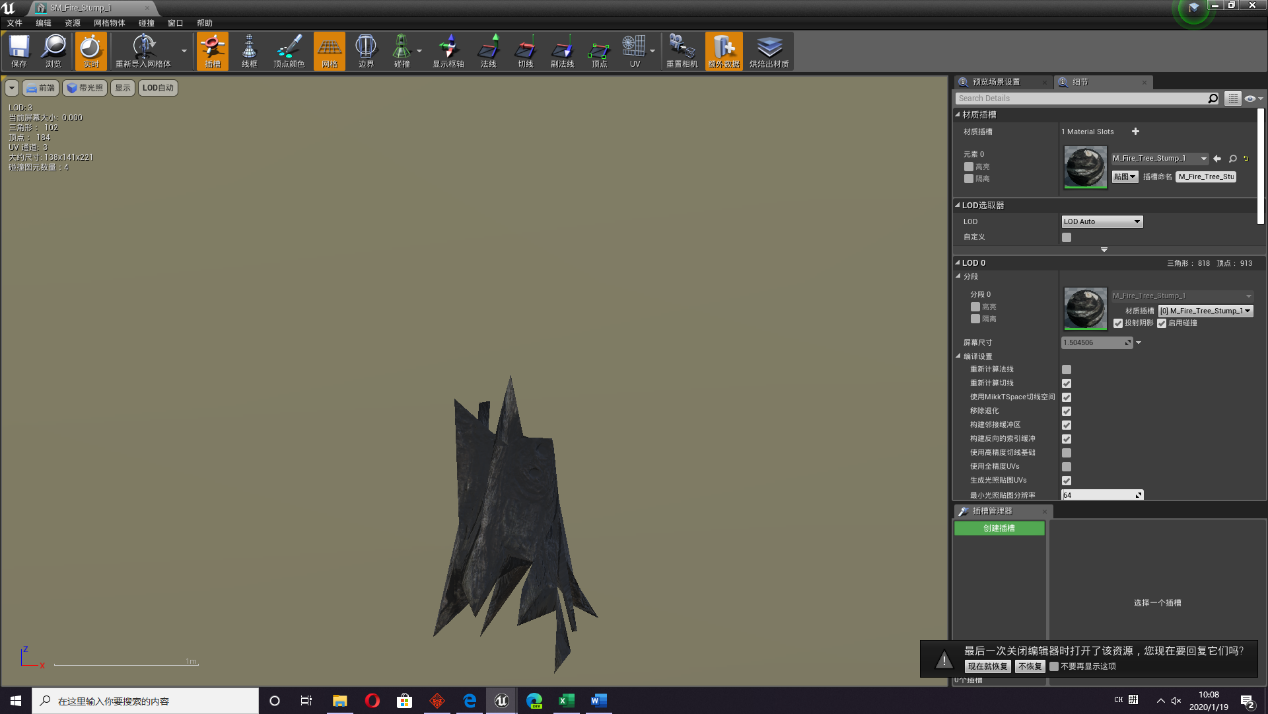 SM_Fire_Stump_1
文件 编辑 资源 网格物体 碰撞 窗口 帮助
保存 浏览 实时 重新导入网格体 插槽 线框 顶点颜色 网格 边界 碰撞 显示枢轴 法线 切线 副法线 顶点 UV 重置相机 额外数据 烘焙出材质
前端 带光照 显示 LOD自动
LOD: 3
当前屏幕大小: 0.000
三角形: 102
顶点: 184
UV 通道: 3
大约尺寸: 138x141x221
碰撞图元数量: 4
Z
X
1m
预览场景设置 细节
Search Details
材质插槽
材质插槽 1 Material Slots
元素 0
高亮
隔离
M_Fire_Tree_Stump_1
贴图 插槽命名 M_Fire_Tree_Stu
LOD选取器
LOD LOD Auto
自定义
LOD 0 三角形: 818 顶点: 913
分段
分段 0
高亮
隔离
M_Fire_Tree_Stump_1
材质插槽 [0] M_Fire_Tree_Stump_1
投射阴影 启用碰撞
屏幕尺寸 1.504506
编译设置
重新计算法线
重新计算切线
使用MikkTSpace切线空间
移除退化
构建邻接缓冲区
构建反向的索引缓冲
使用高精度切线基础
使用全精度UVs
生成光照贴图UVs
最小光照贴图分辨率 64
插槽管理器
创建插槽
选择一个插槽
0个插槽
最后一次关闭编辑器时打开了该资源，您现在要回复它们吗?
现在就恢复 不恢复 不要再显示这项
在这里输入你要搜索的内容
CH
10:08
2020/1/19
2